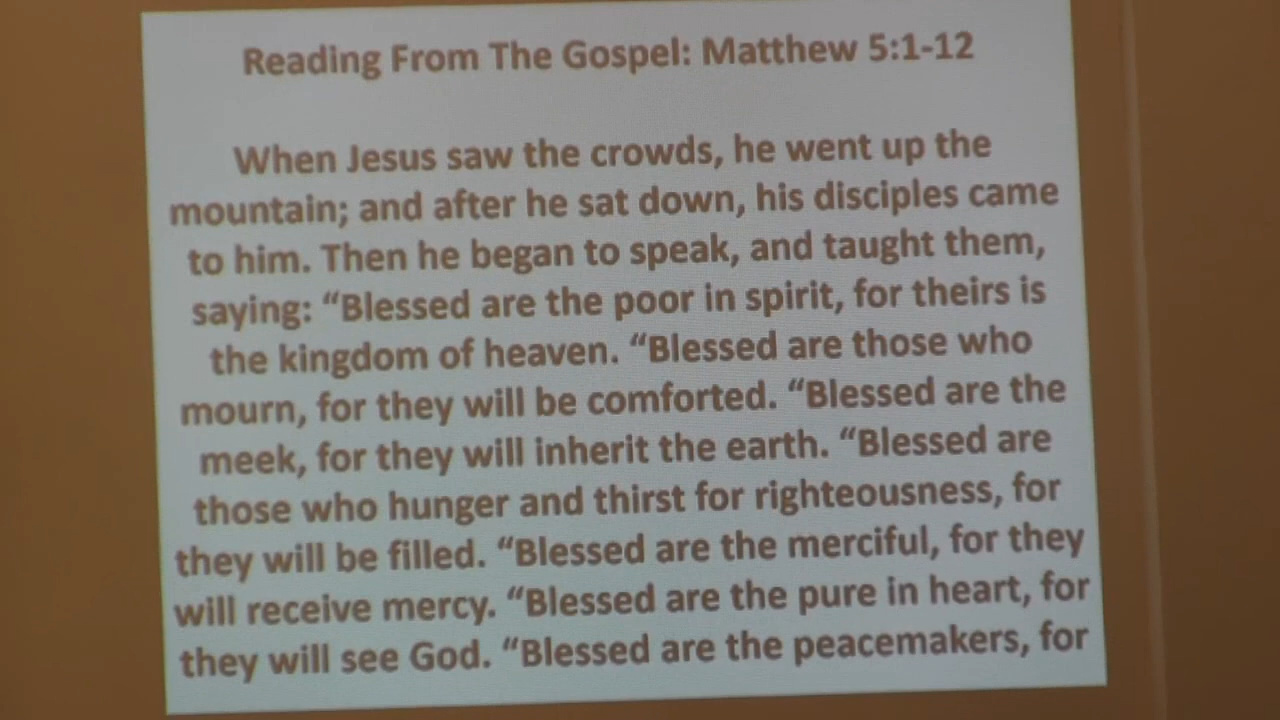 Reading From The Gospel: Matthew 5:1-12
When Jesus saw the crowds, he went up the
mountain; and after he sat down, his disciples came
to him. Then he began to speak, and taught them,
saying: “Blessed are the poor in spirit, for theirs is
the kingdom of heaven. “Blessed are those who
mourn, for they will be comforted. “Blessed are the
meek, for they will inherit the earth. “Blessed are
those who hunger and thirst for righteousness, for
they will be filled. “Blessed are the merciful, for they
will receive mercy. “Blessed are the pure in heart, for
they will see God. “Blessed are the peacemakers, for